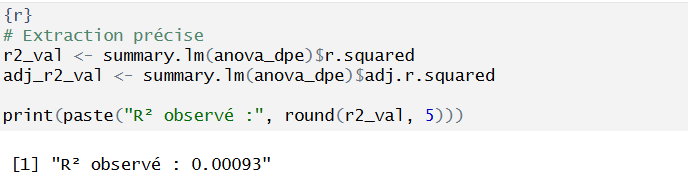 {r}
# Extraction précise
r2_val <- summary.lm(anova_dpe)$r.squared
adj_r2_val <- summary.lm(anova_dpe)$adj.r.squared
print(paste("R² observé :", round(r2_val, 5)))
[1] "R² observé : 0.00093"